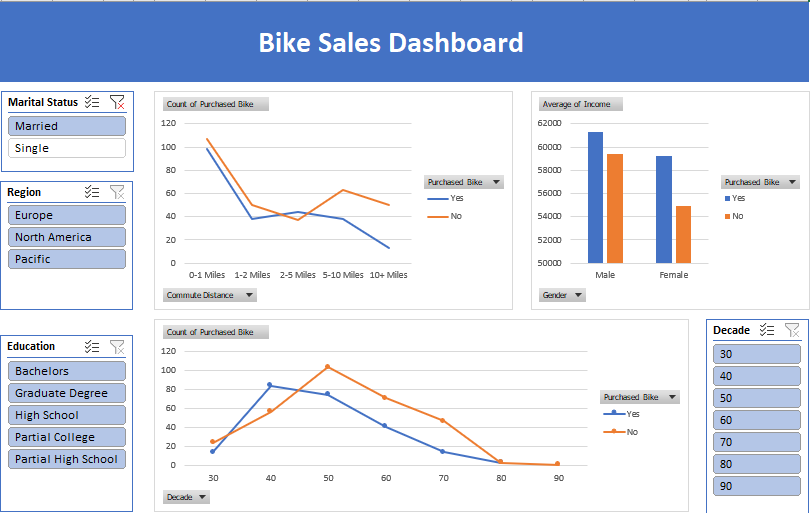 Bike Sales Dashboard
Marital Status
Married
Single
Region
Europe
North America
Pacific
Education
Bachelors
Graduate Degree
High School
Partial College
Partial High School
Count of Purchased Bike
120
100
80
60
40
20
0
0-1 Miles 1-2 Miles 2-5 Miles 5-10 Miles 10+ Miles
Purchased Bike
Yes
No
Commute Distance
Average of Income
62000
60000
58000
56000
54000
52000
50000
Male Female
Purchased Bike
Yes
No
Gender
Count of Purchased Bike
120
100
80
60
40
20
0
30 40 50 60 70 80 90
Purchased Bike
Yes
No
Decade
Decade
30
40
50
60
70
80
90